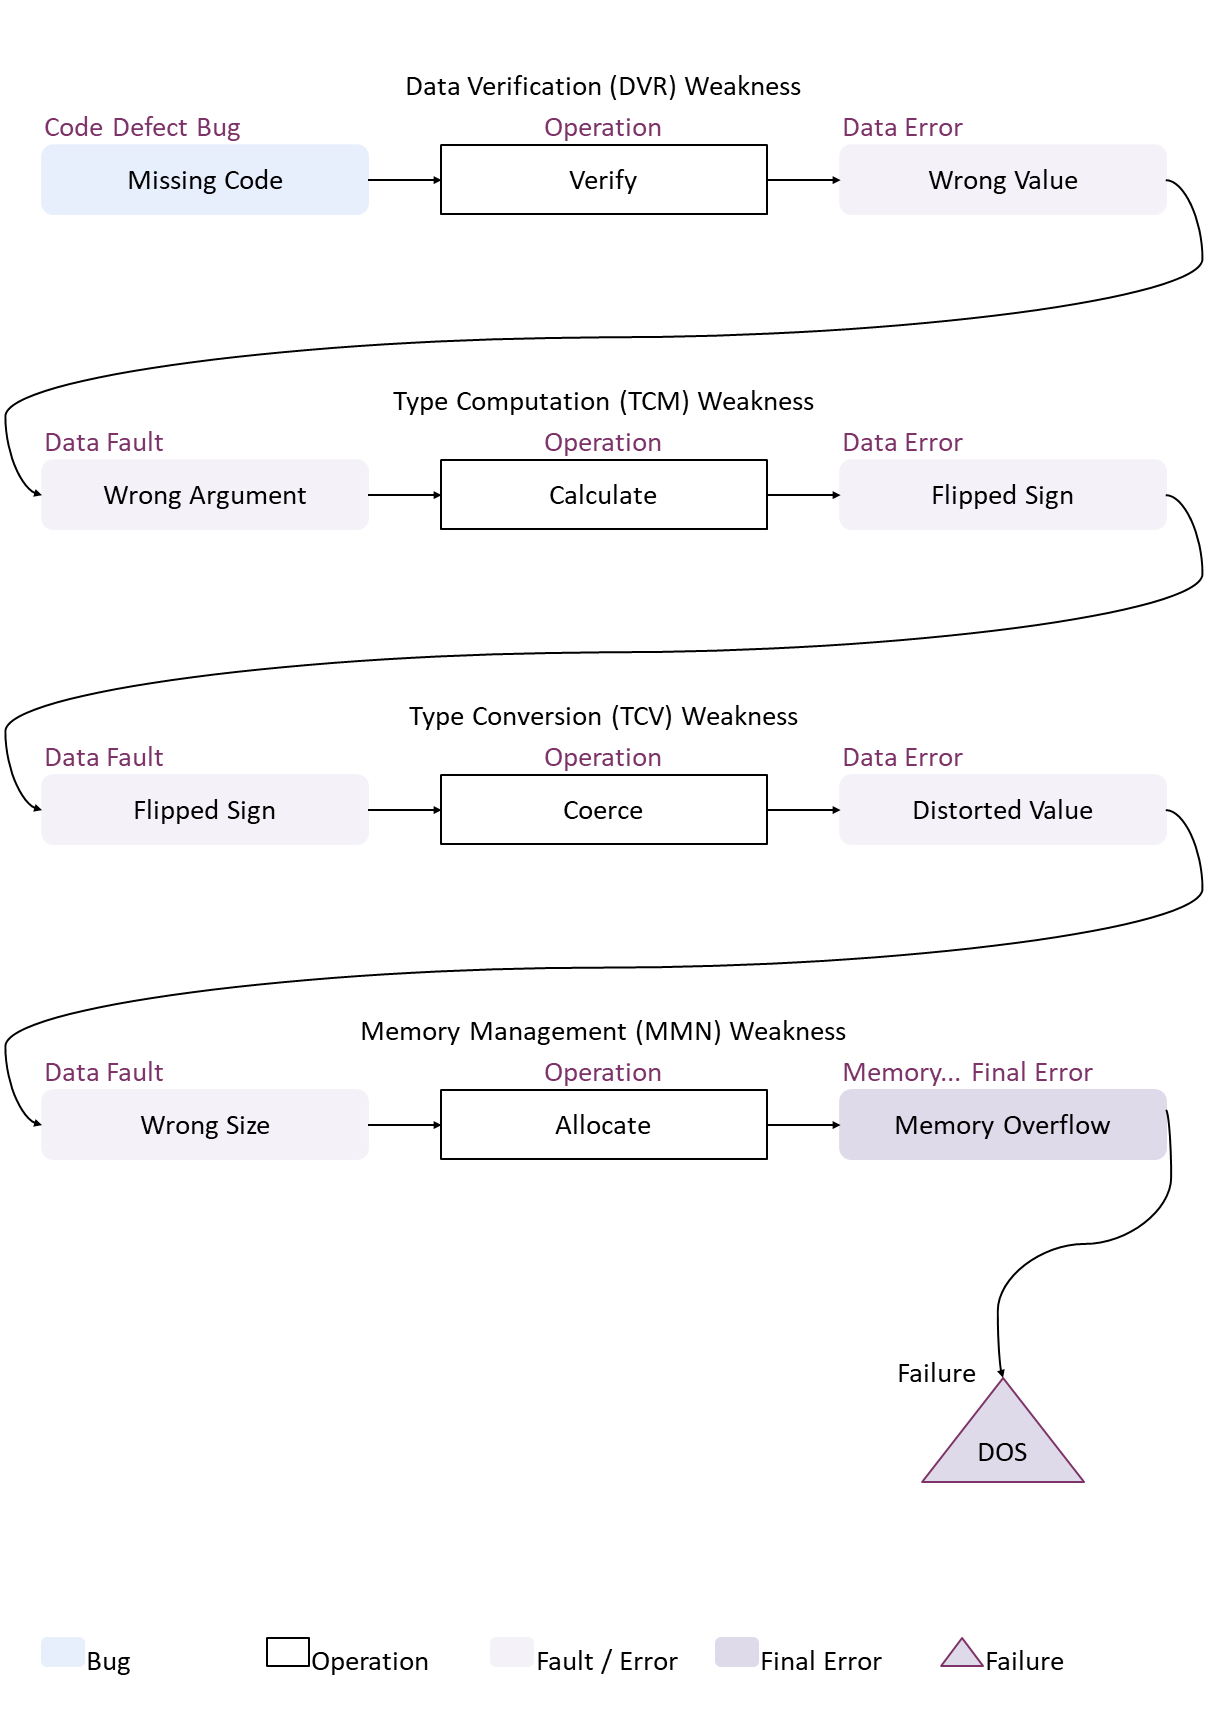 Data Verification (DVR) Weakness
Code Defect Bug Operation Data Error
Missing Code Verify Wrong Value
Type Computation (TCM) Weakness
Data Fault Operation Data Error
Wrong Argument Calculate Flipped Sign
Type Conversion (TCV) Weakness
Data Fault Operation Data Error
Flipped Sign Coerce Distorted Value
Memory Management (MMN) Weakness
Data Fault Operation Memory... Final Error
Wrong Size Allocate Memory Overflow
Failure
DOS
Bug Operation Fault / Error Final Error Failure